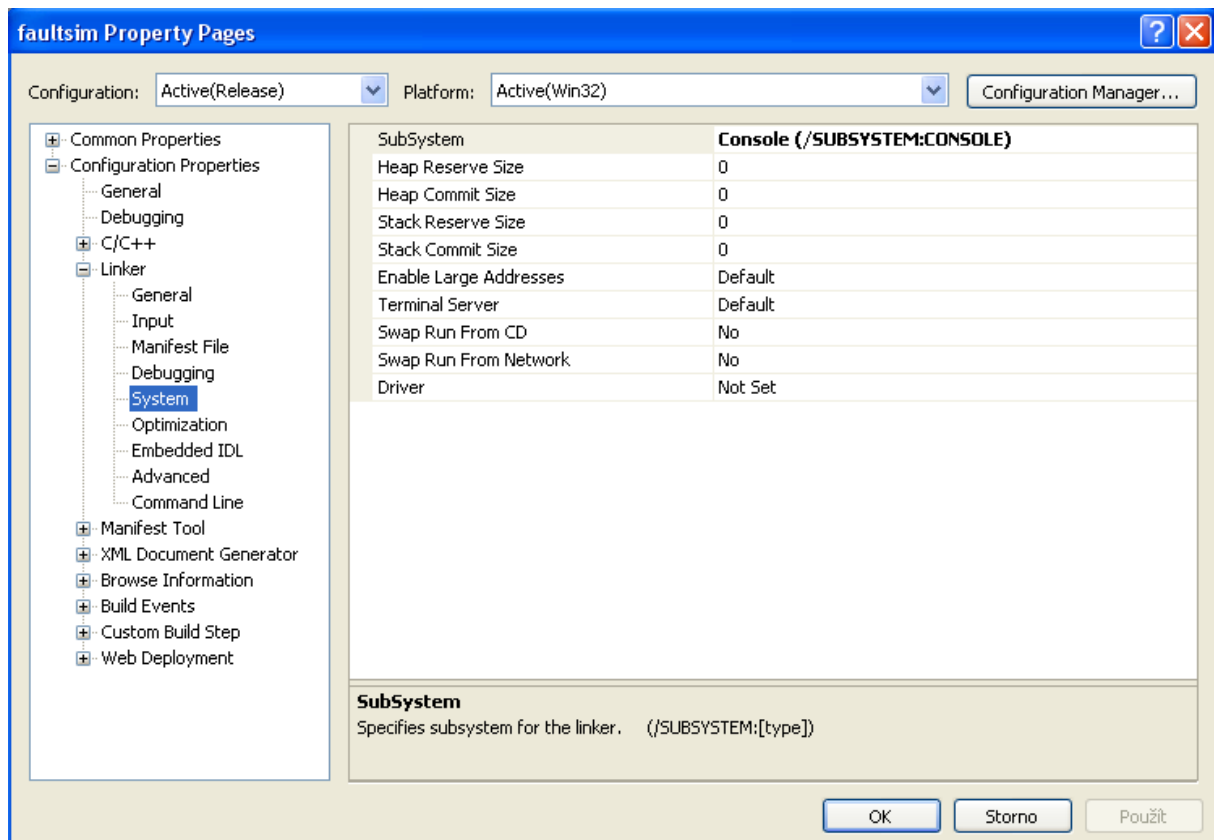 faultsim Property Pages
Configuration: Active(Release) Platform: Active(Win32) Configuration Manager...
Common Properties
Configuration Properties
General
Debugging
C/C++
Linker
General
Input
Manifest File
Debugging
System
Optimization
Embedded IDL
Advanced
Command Line
Manifest Tool
XML Document Generator
Browse Information
Build Events
Custom Build Step
Web Deployment
SubSystem Console (/SUBSYSTEM:CONSOLE)
Heap Reserve Size 0
Heap Commit Size 0
Stack Reserve Size 0
Stack Commit Size 0
Enable Large Addresses Default
Terminal Server Default
Swap Run From CD No
Swap Run From Network No
Driver Not Set
SubSystem
Specifies subsystem for the linker. (/SUBSYSTEM:[type])
OK Storno Použít